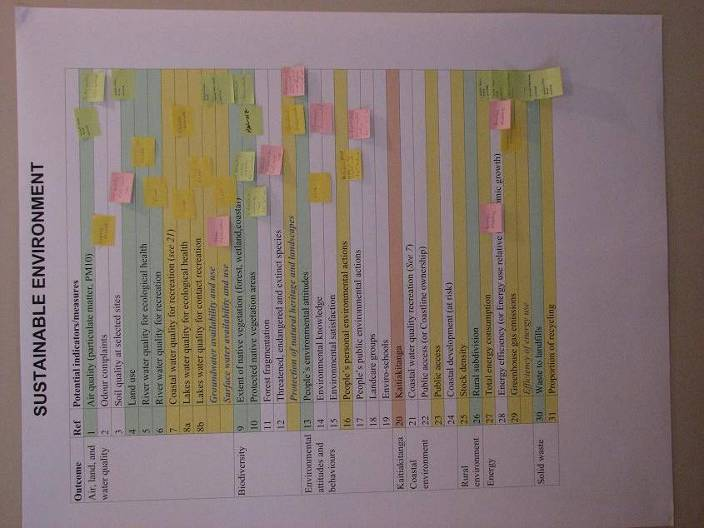 SUSTAINABLE ENVIRONMENT
Outcome Ref Potential indicators/measures
Air, land, and water quality 1 Air quality (particulate matter, PM10)
2 Odour complaints
3 Soil quality at selected sites
4 Land use
5 River water quality for ecological health
6 River water quality for recreation
7 Coastal water quality for recreation (see 21)
8a Lakes water quality for ecological health
8b Lakes water quality for contact recreation
Groundwater availability and use
Surface water availability and use
Biodiversity 9 Extent of native vegetation (forest, wetland, coastal)
10 Protected native vegetation areas
11 Forest fragmentation
12 Threatened, endangered and extinct species
Protection of natural heritage and landscapes
Environmental attitudes and behaviours 13 People's environmental attitudes
14 Environmental knowledge
15 Environmental satisfaction
16 People's personal environmental actions
17 People's public environmental actions
18 Landcare groups
19 Enviro-schools
Kaitiakitanga 20 Kaitiakitanga
Coastal environment 21 Coastal water quality recreation (See 7)
22 Public access (or Coastline ownership)
23 Public access
24 Coastal development (at risk)
Rural environment 25 Stock density
26 Rural subdivision
Energy 27 Total energy consumption
28 Energy efficiency (or Energy use relative omic growth)
29 Greenhouse gas emissions
Efficiency of energy use
Solid waste 30 Waste to landfills
31 Proportion of recycling